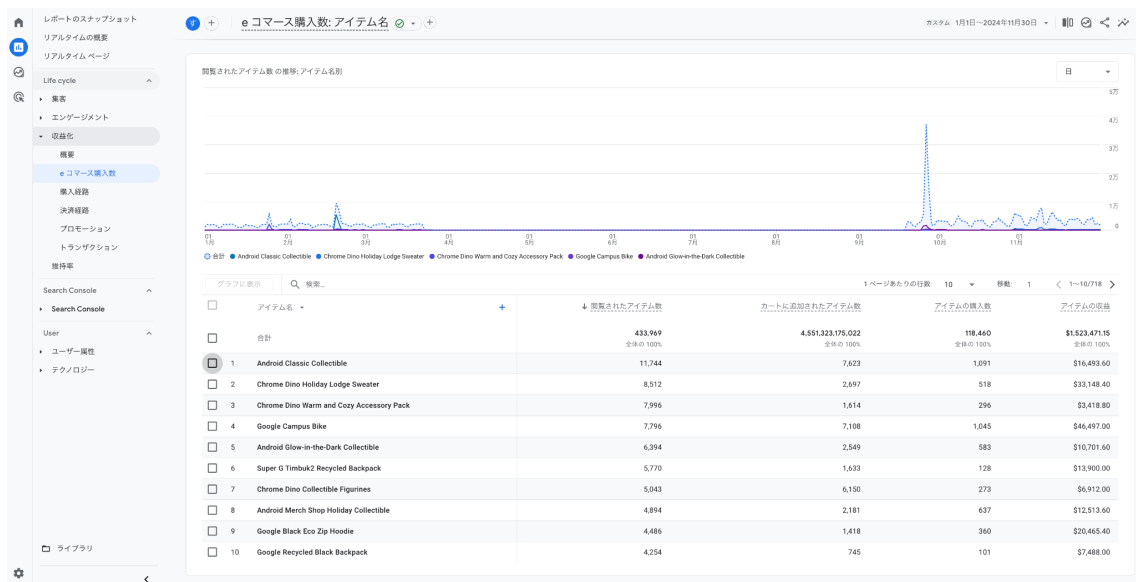 レポートのスナップショット
リアルタイムの概要
リアルタイム ページ
Life cycle
集客
エンゲージメント
収益化
概要
e コマース購入数
購入経路
決済経路
プロモーション
トランザクション
維持率
Search Console
Search Console
User
ユーザー属性
テクノロジー
ライブラリ
す
e コマース購入数: アイテム名
カスタム 1月1日～2024年11月30日
閲覧されたアイテム数 の推移: アイテム名別
日
5万
4万
3万
2万
1万
0
01 01 01 01 01 01 01 01 01 01 01
1月 2月 3月 4月 5月 6月 7月 8月 9月 10月 11月
合計 Android Classic Collectible Chrome Dino Holiday Lodge Sweater Chrome Dino Warm and Cozy Accessory Pack Google Campus Bike Android Glow-in-the-Dark Collectible
グラフに表示 検索... 1 ページあたりの行数: 10 移動: 1 1～10/718
アイテム名 + ↓ 閲覧されたアイテム数 カートに追加されたアイテム数 アイテムの購入数 アイテムの収益
合計 433,969 4,551,323,175,022 118,460 $1,523,471.15
全体の 100% 全体の 100% 全体の 100% 全体の 100%
1 Android Classic Collectible 11,744 7,623 1,091 $16,493.60
2 Chrome Dino Holiday Lodge Sweater 8,512 2,697 518 $33,148.40
3 Chrome Dino Warm and Cozy Accessory Pack 7,996 1,614 296 $3,418.80
4 Google Campus Bike 7,796 7,108 1,045 $46,497.00
5 Android Glow-in-the-Dark Collectible 6,394 2,549 583 $10,701.60
6 Super G Timbuk2 Recycled Backpack 5,770 1,633 128 $13,900.00
7 Chrome Dino Collectible Figurines 5,043 6,150 273 $6,912.00
8 Android Merch Shop Holiday Collectible 4,894 2,181 637 $12,513.60
9 Google Black Eco Zip Hoodie 4,486 1,418 360 $20,465.40
10 Google Recycled Black Backpack 4,254 745 101 $7,488.00